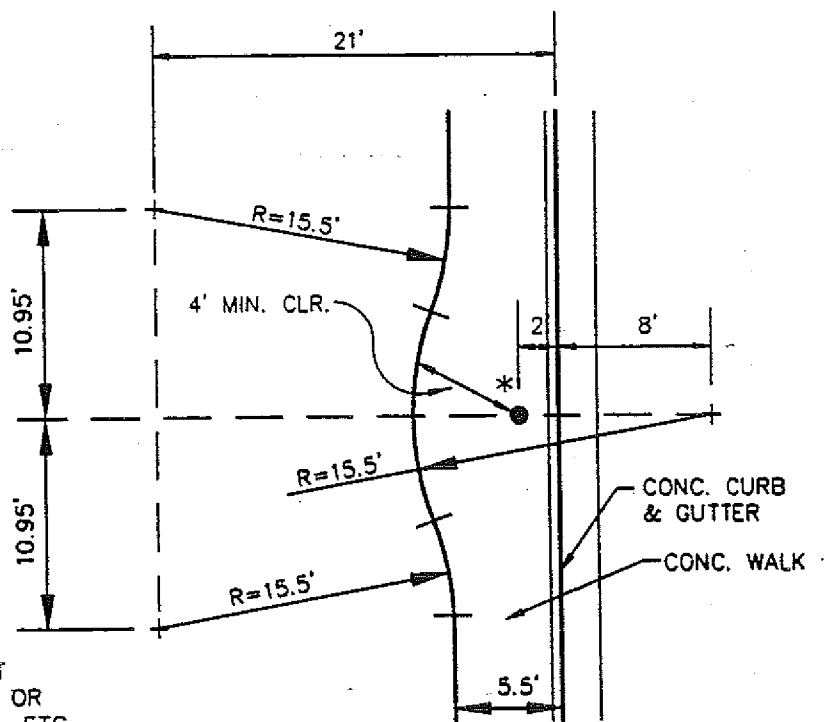 21'
R=15.5'
4' MIN. CLR.
2
8'
10.95'
*
R=15.5'
10.95'
CONC. CURB
& GUTTER
CONC. WALK
R=15.5'
5.5'
OR